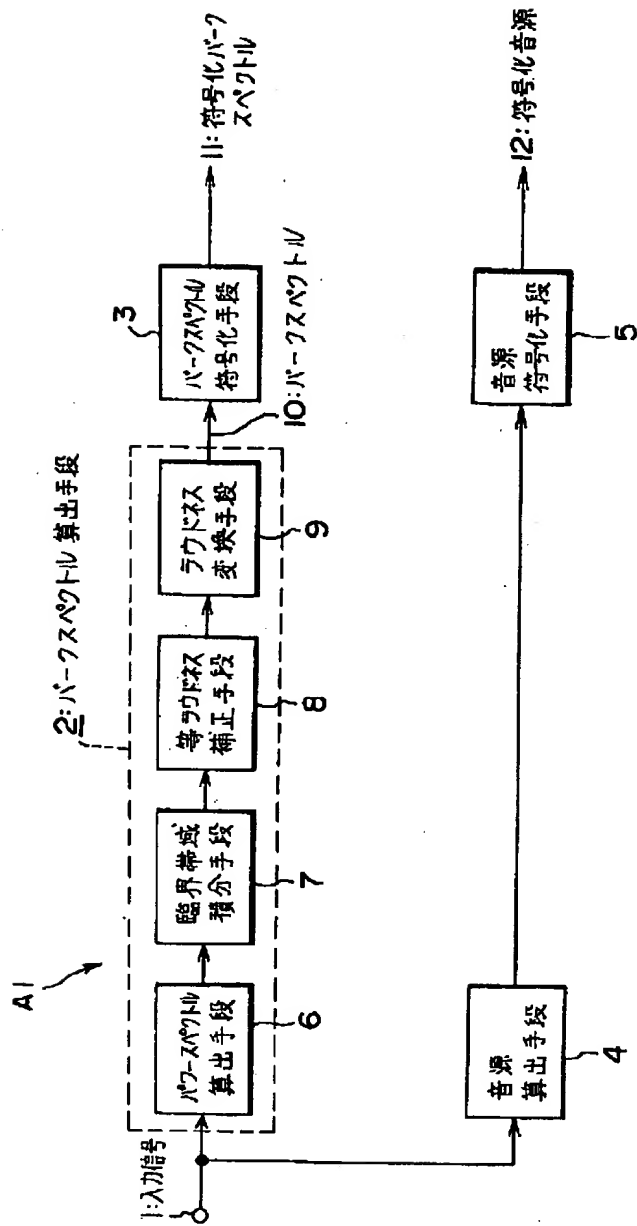 A1
1:入力信号
2:バークスペクトル算出手段
パワースペクトル
算出手段
6
臨界帯域
積分手段
7
等ラウドネス
補正手段
8
ラウドネス
変換手段
9
10:バークスペクトル
3
バークスペクトル
符号化手段
11:符号化バーク
スペクトル
音源
算出手段
4
音源
符号化手段
5
12:符号化音源